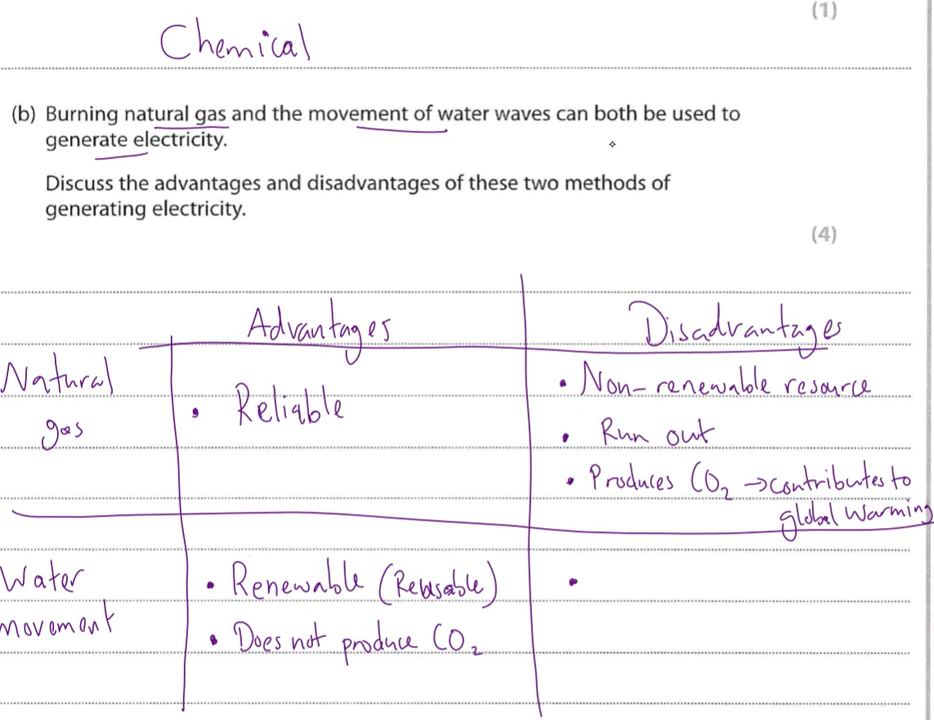 (1)
Chemical
(b) Burning natural gas and the movement of water waves can both be used to
generate electricity.
Discuss the advantages and disadvantages of these two methods of
generating electricity.
(4)
Advantages Disadvantages
Natural gas
• Reliable
• Non-renewable resource
• Run out
• Produces CO₂ → contributes to
global warming
Water movement
• Renewable (Reusable)
• Does not produce CO₂
•